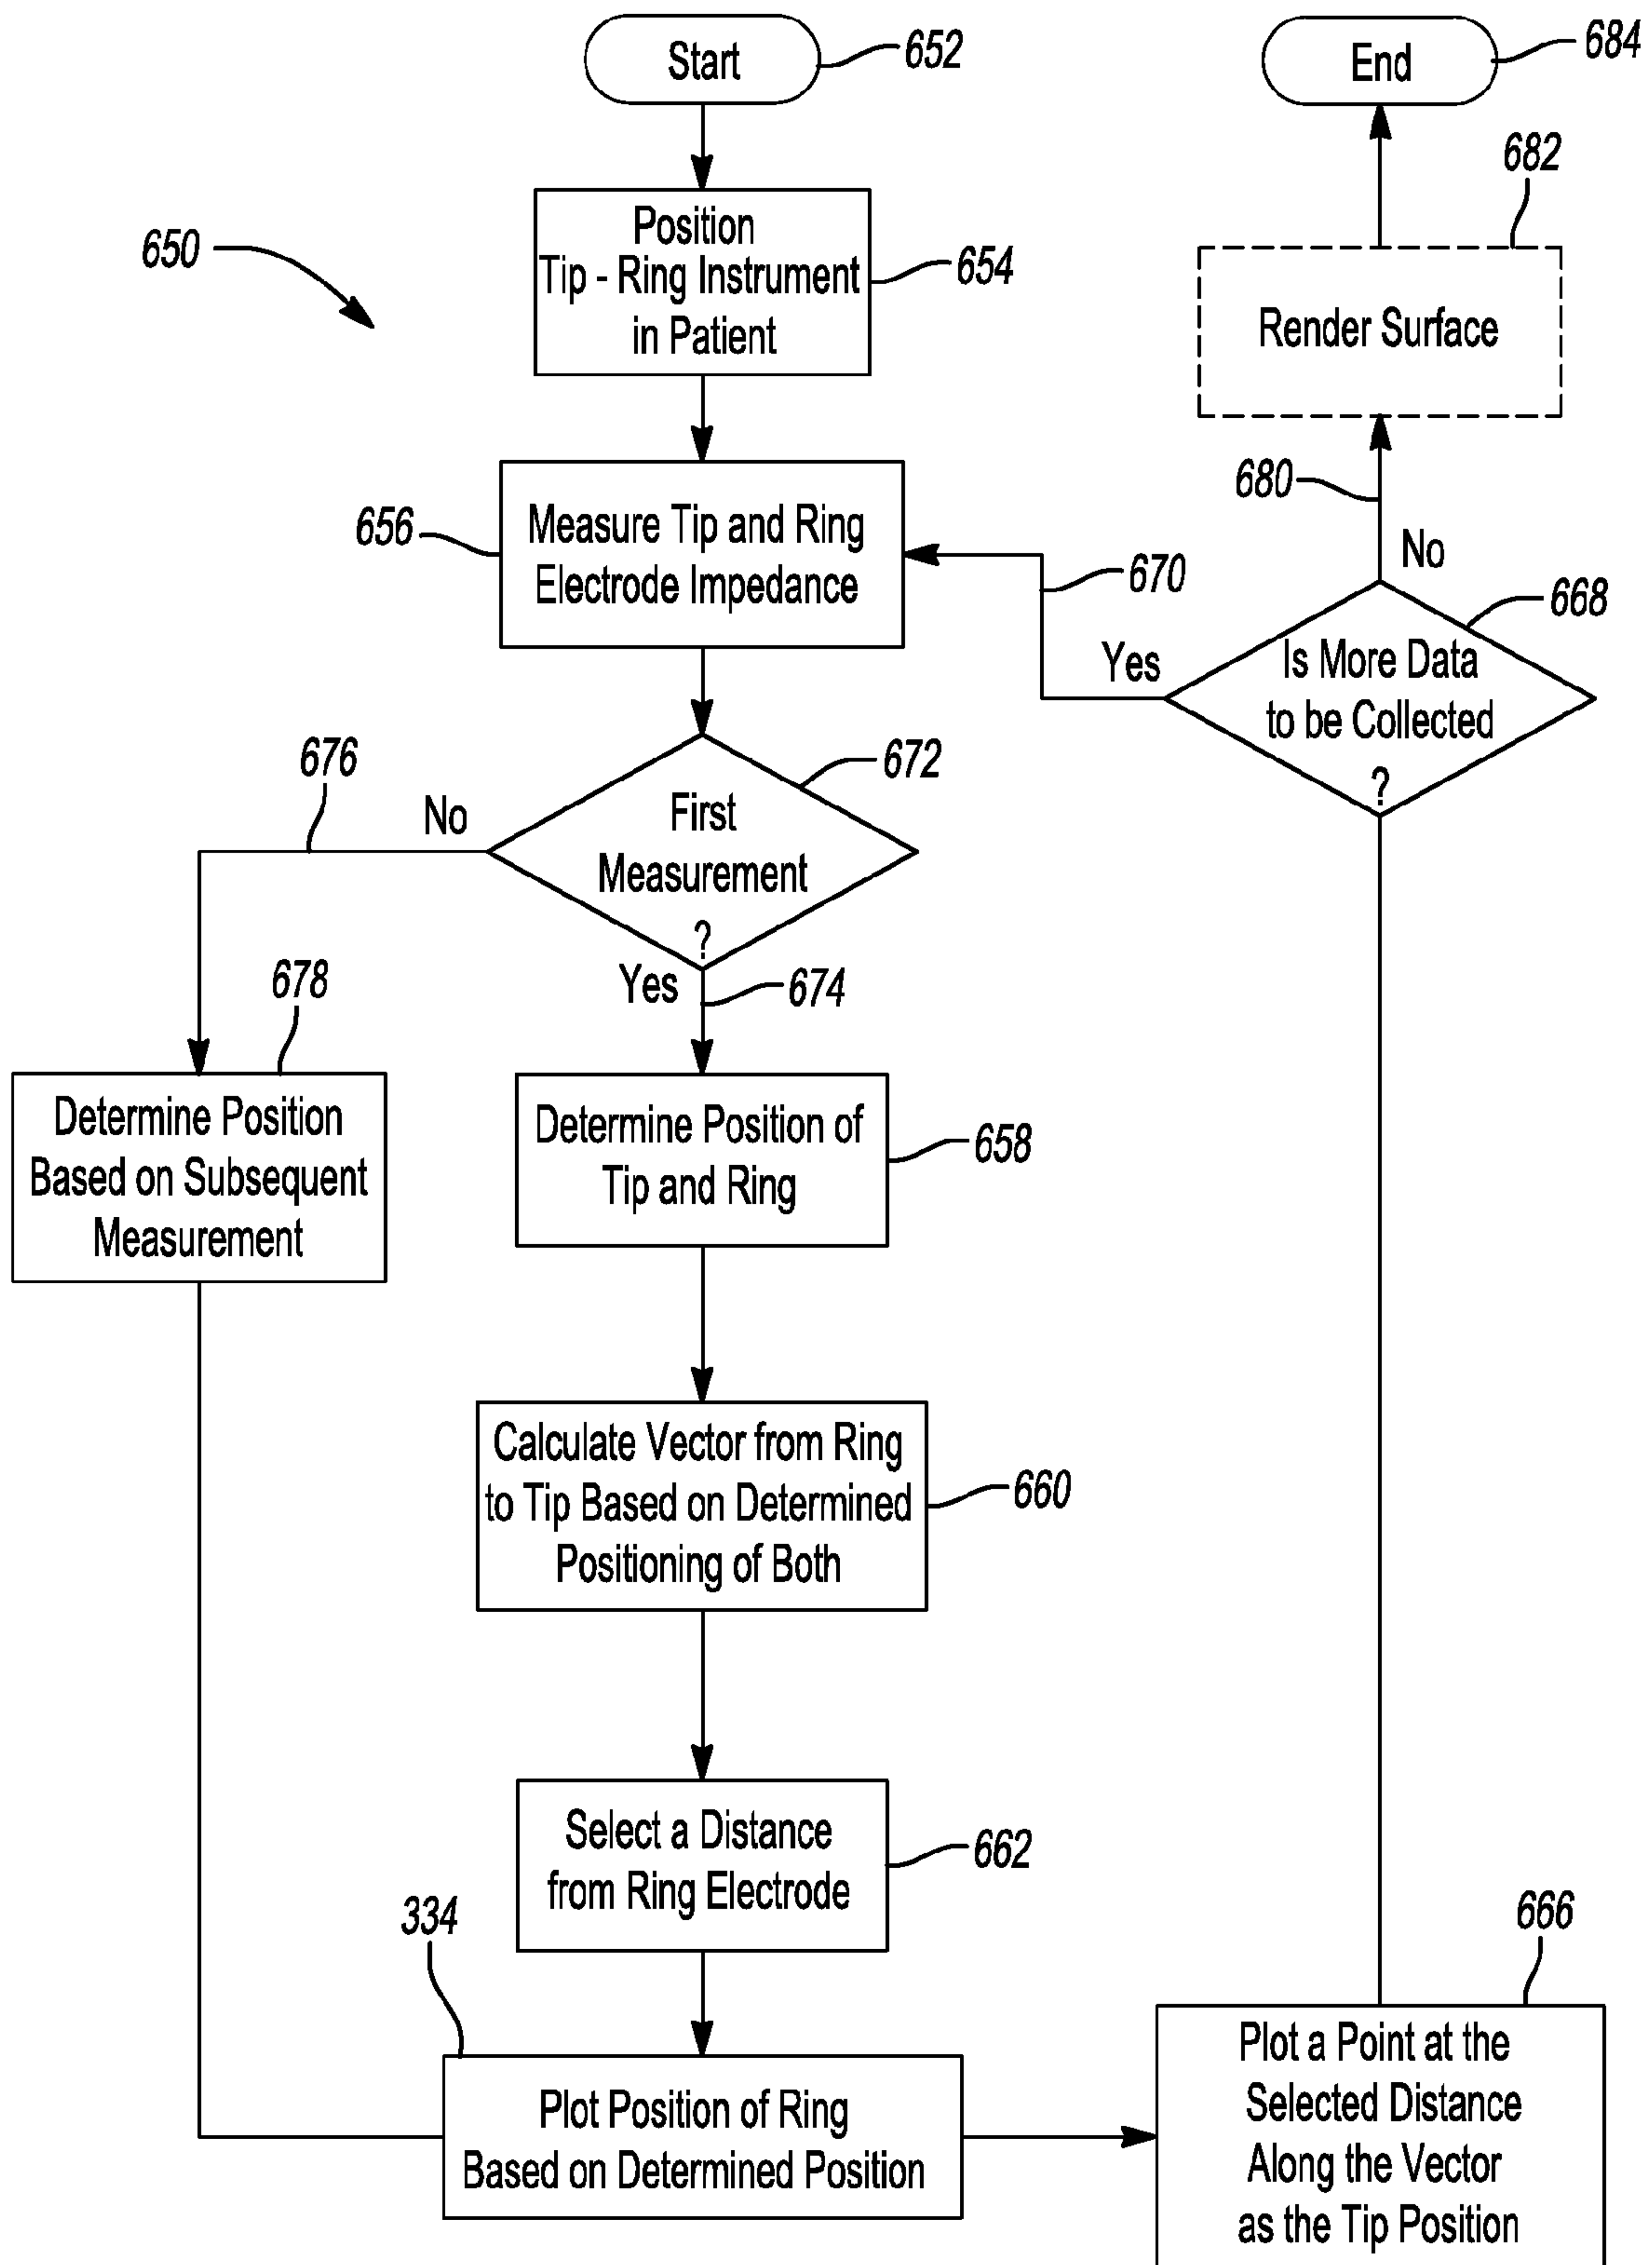 Start
652
End
684
682
650
Position
Tip - Ring Instrument
in Patient
654
Render Surface
656
Measure Tip and Ring
Electrode Impedance
670
680
No
668
Yes
Is More Data
to be Collected
?
676
No
672
First
Measurement
?
Yes
674
678
Determine Position
Based on Subsequent
Measurement
Determine Position of
Tip and Ring
658
Calculate Vector from Ring
to Tip Based on Determined
Positioning of Both
660
Select a Distance
from Ring Electrode
662
334
Plot Position of Ring
Based on Determined Position
666
Plot a Point at the
Selected Distance
Along the Vector
as the Tip Position